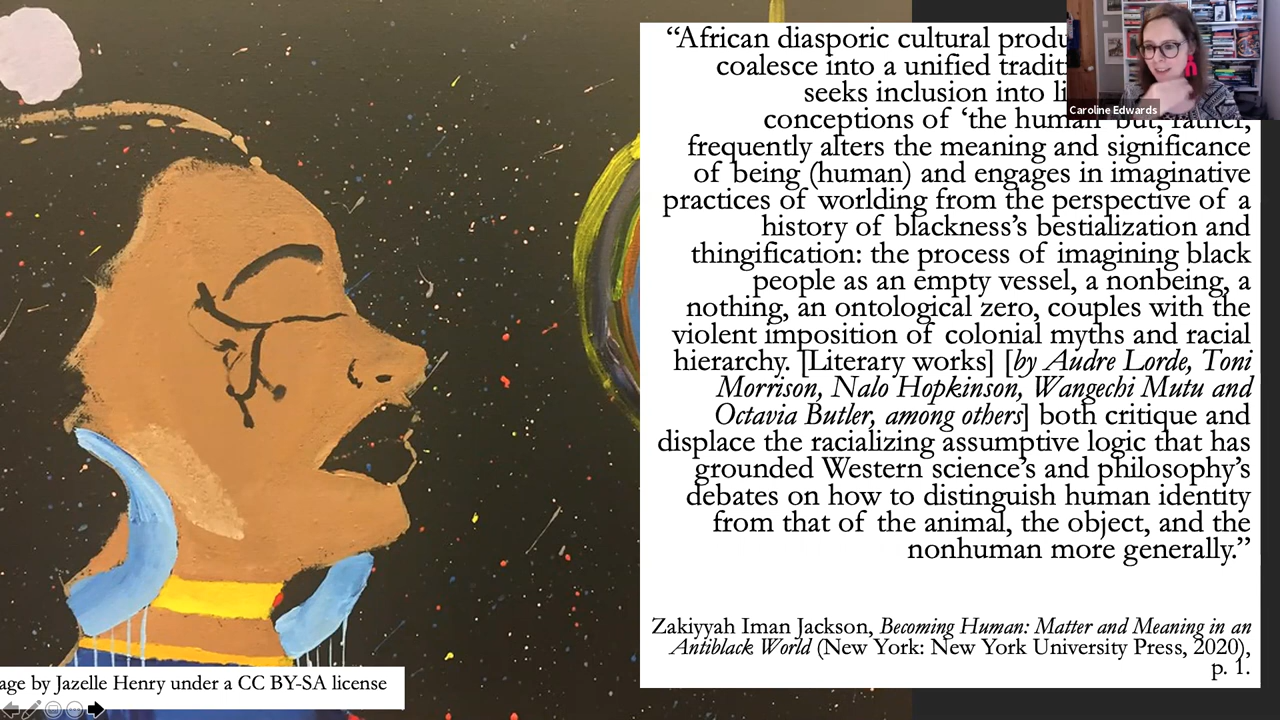 “African diasporic cultural produ
coalesce into a unified traditi
seeks inclusion into li
conceptions of ‘the human’ but, rather,
frequently alters the meaning and significance
of being (human) and engages in imaginative
practices of worlding from the perspective of a
history of blackness’s bestialization and
thingification: the process of imagining black
people as an empty vessel, a nonbeing, a
nothing, an ontological zero, couples with the
violent imposition of colonial myths and racial
hierarchy. [Literary works] [by Audre Lorde, Toni
Morrison, Nalo Hopkinson, Wangechi Mutu and
Octavia Butler, among others] both critique and
displace the racializing assumptive logic that has
grounded Western science’s and philosophy’s
debates on how to distinguish human identity
from that of the animal, the object, and the
nonhuman more generally.”
Zakiyyah Iman Jackson, Becoming Human: Matter and Meaning in an
Antiblack World (New York: New York University Press, 2020),
p. 1.
Caroline Edwards
age by Jazelle Henry under a CC BY-SA license